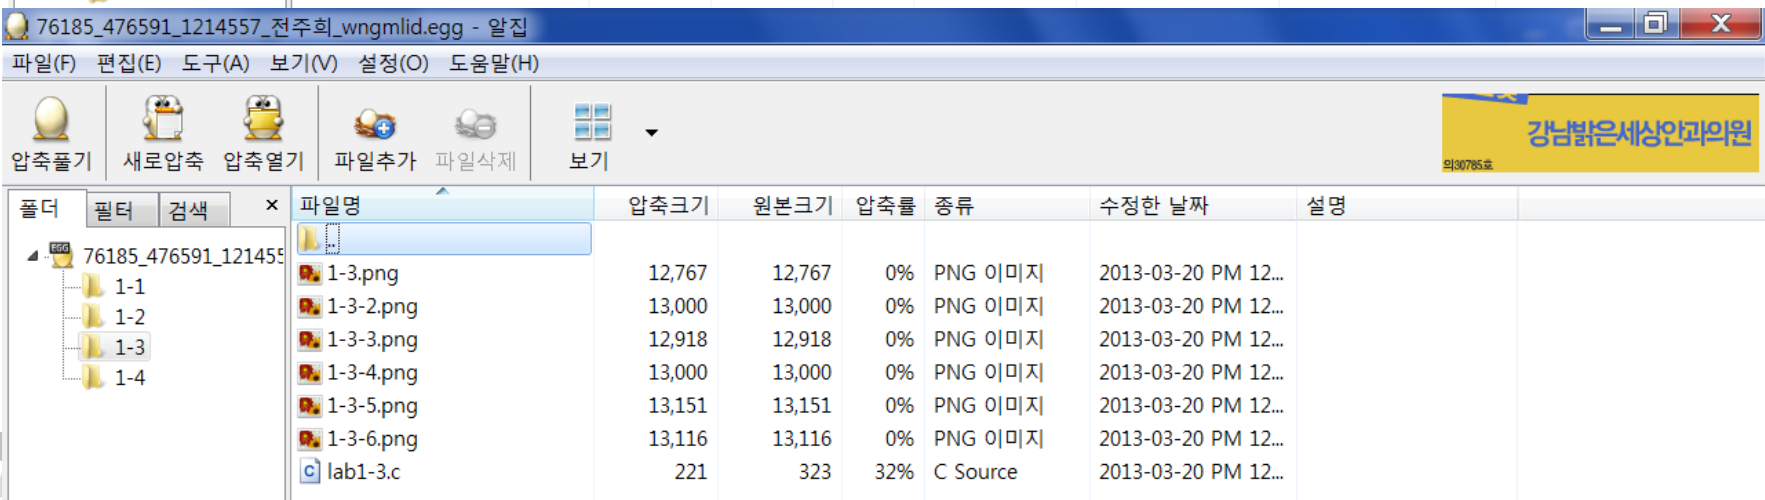 76185_476591_1214557_전주희_wngmlid.egg - 알집
파일(F) 편집(E) 도구(A) 보기(V) 설정(O) 도움말(H)
압축풀기 새로압축 압축열기 파일추가 파일삭제 보기
강남밝은세상안과의원
의30785호
폴더 필터 검색 ×
파일명 압축크기 원본크기 압축률 종류 수정한 날짜 설명
EGG 76185_476591_121455
1-1
1-2
1-3
1-4
..
1-3.png 12,767 12,767 0% PNG 이미지 2013-03-20 PM 12...
1-3-2.png 13,000 13,000 0% PNG 이미지 2013-03-20 PM 12...
1-3-3.png 12,918 12,918 0% PNG 이미지 2013-03-20 PM 12...
1-3-4.png 13,000 13,000 0% PNG 이미지 2013-03-20 PM 12...
1-3-5.png 13,151 13,151 0% PNG 이미지 2013-03-20 PM 12...
1-3-6.png 13,116 13,116 0% PNG 이미지 2013-03-20 PM 12...
lab1-3.c 221 323 32% C Source 2013-03-20 PM 12...